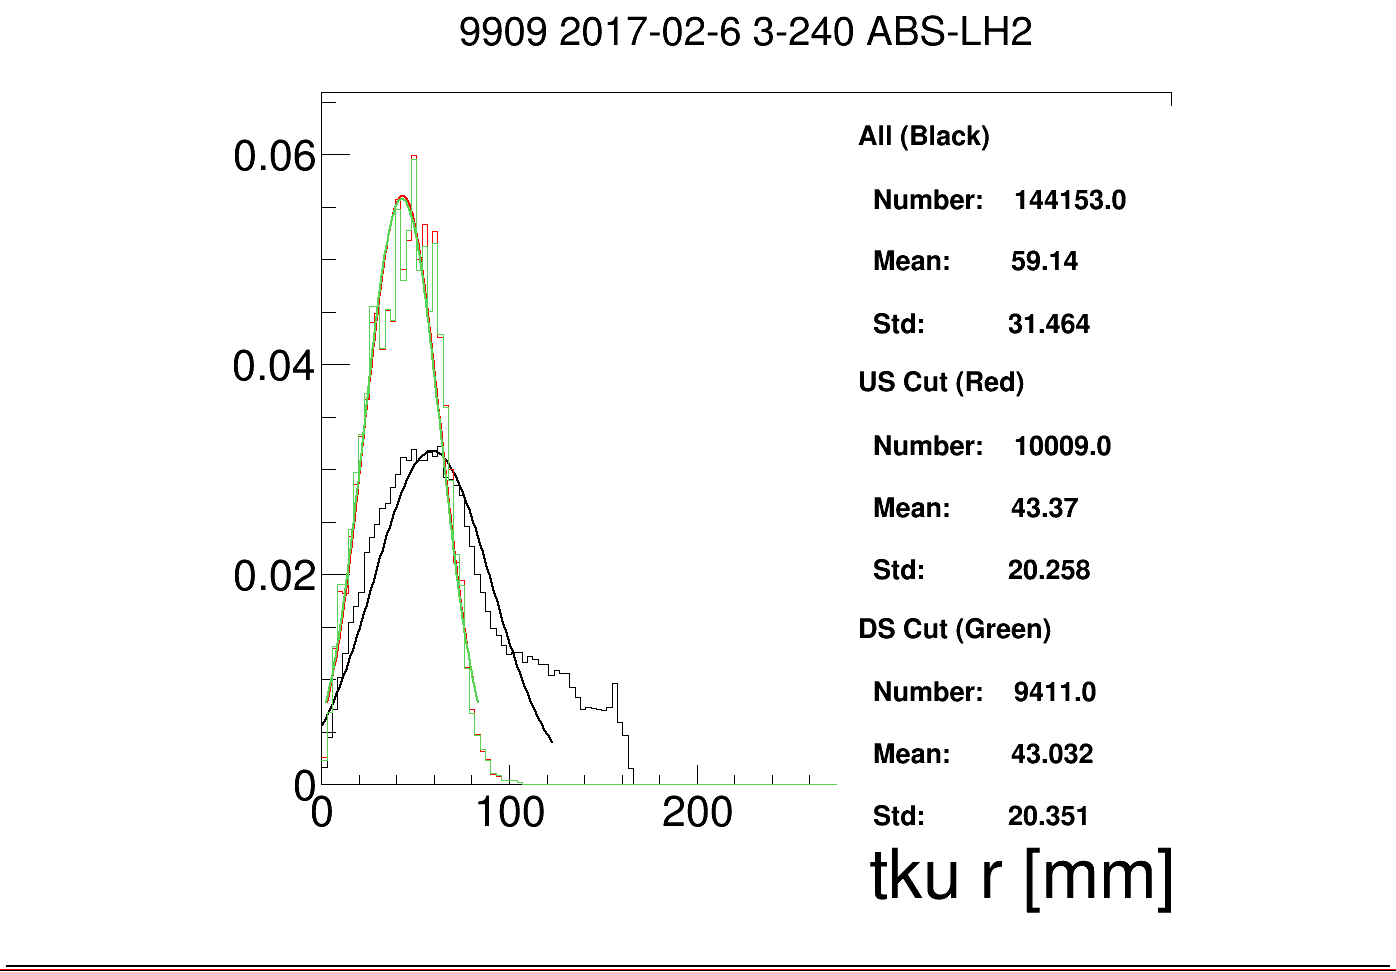 9909 2017-02-6 3-240 ABS-LH2
All (Black)
0.06
Number: 144153.0
Mean: 59.14
Std: 31.464
0.04
US Cut (Red)
Number: 10009.0
Mean: 43.37
Std: 20.258
0.02
DS Cut (Green)
Number: 9411.0
Mean: 43.032
0
Std: 20.351
0 100 200
tku r [mm]